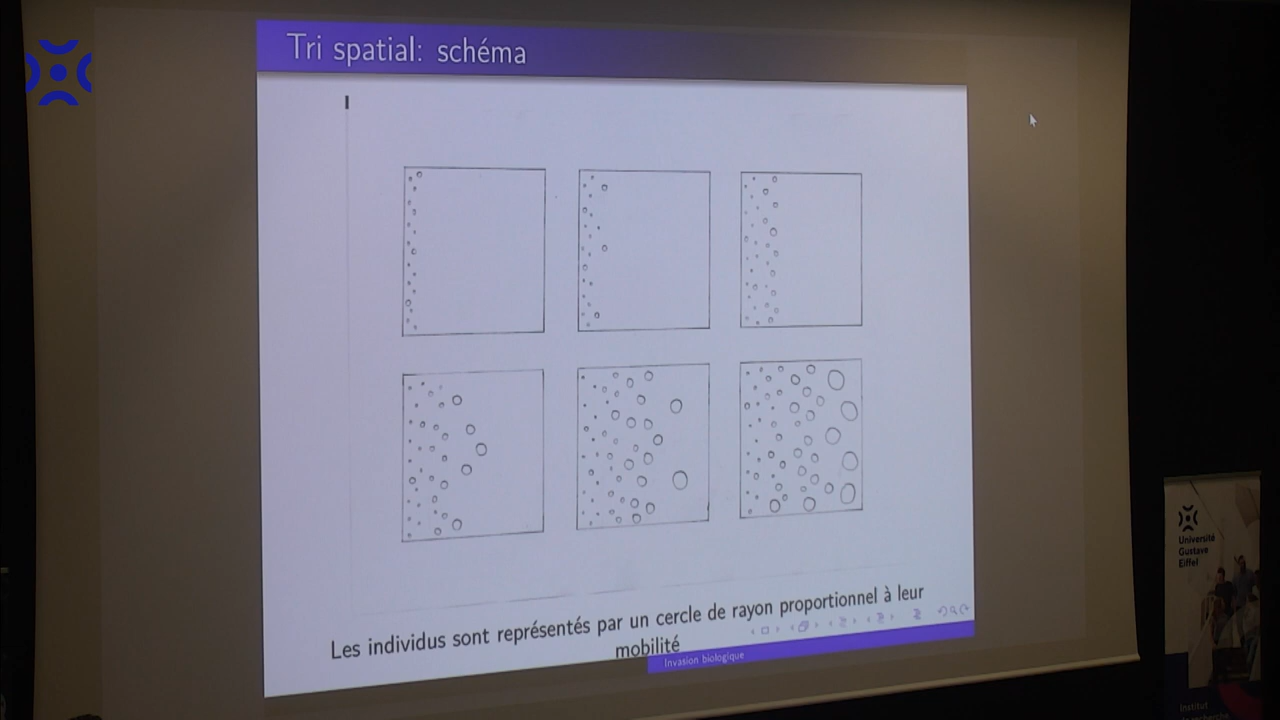 Tri spatial: schéma
Les individus sont représentés par un cercle de rayon proportionnel à leur
mobilité
Invasion biologique
Université
Gustave
Eiffel
Institut